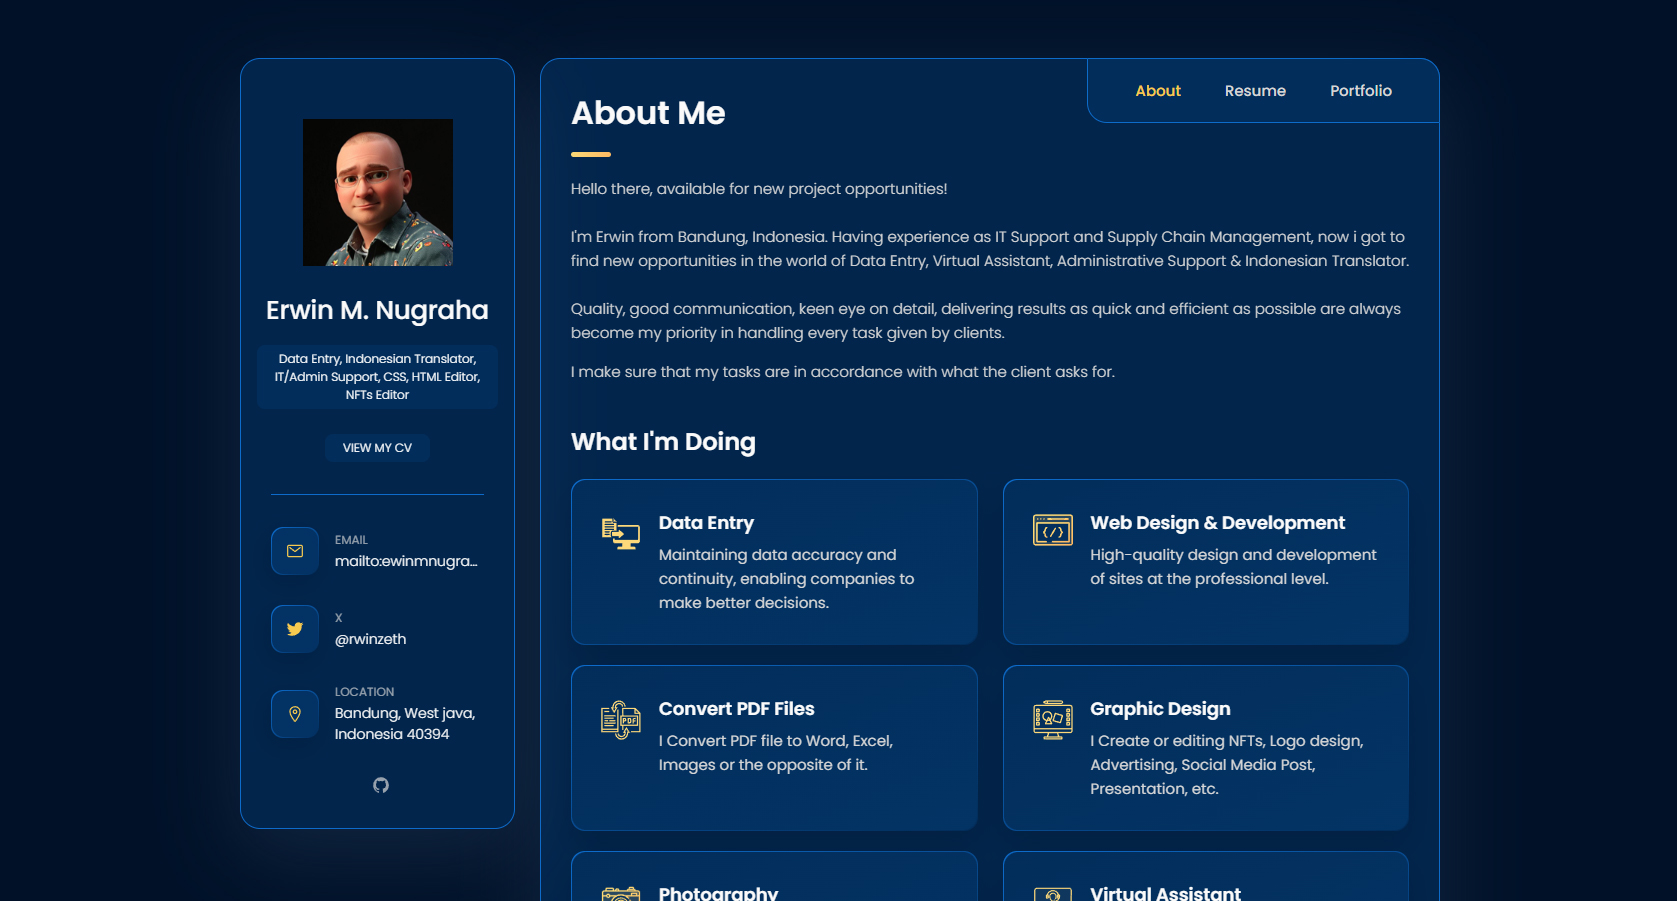 Erwin M. Nugraha
Data Entry, Indonesian Translator,
IT/Admin Support, CSS, HTML Editor,
NFTs Editor
VIEW MY CV
EMAIL
mailto:ewinmnugra...
X
@rwinzeth
LOCATION
Bandung, West java,
Indonesia 40394
About Resume Portfolio
About Me
Hello there, available for new project opportunities!
I'm Erwin from Bandung, Indonesia. Having experience as IT Support and Supply Chain Management, now i got to
find new opportunities in the world of Data Entry, Virtual Assistant, Administrative Support & Indonesian Translator.
Quality, good communication, keen eye on detail, delivering results as quick and efficient as possible are always
become my priority in handling every task given by clients.
I make sure that my tasks are in accordance with what the client asks for.
What I'm Doing
Data Entry
Maintaining data accuracy and
continuity, enabling companies to
make better decisions.
Web Design & Development
High-quality design and development
of sites at the professional level.
Convert PDF Files
I Convert PDF file to Word, Excel,
Images or the opposite of it.
PDF
Graphic Design
I Create or editing NFTs, Logo design,
Advertising, Social Media Post,
Presentation, etc.
Photography
Virtual Assistant